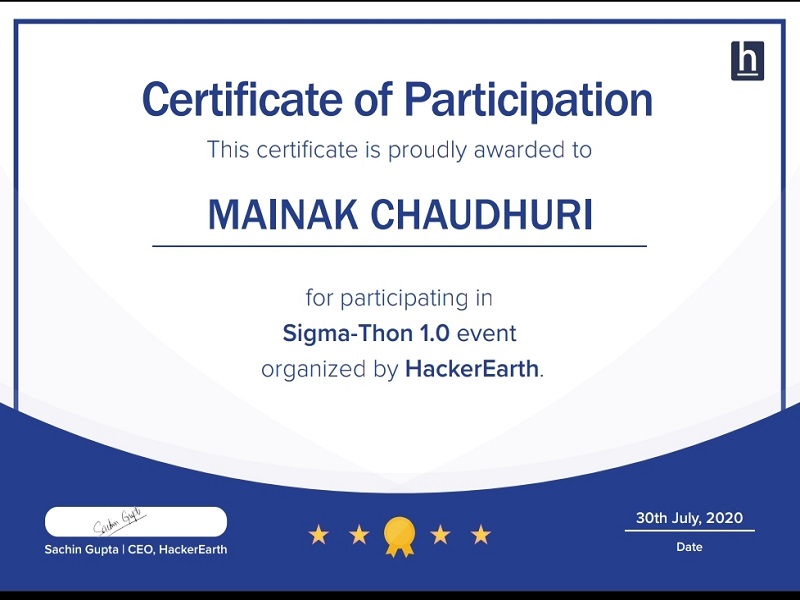 h
Certificate of Participation
This certificate is proudly awarded to
MAINAK CHAUDHURI
for participating in
Sigma-Thon 1.0 event
organized by HackerEarth.
Sachin Gupta
Sachin Gupta | CEO, HackerEarth
30th July, 2020
Date